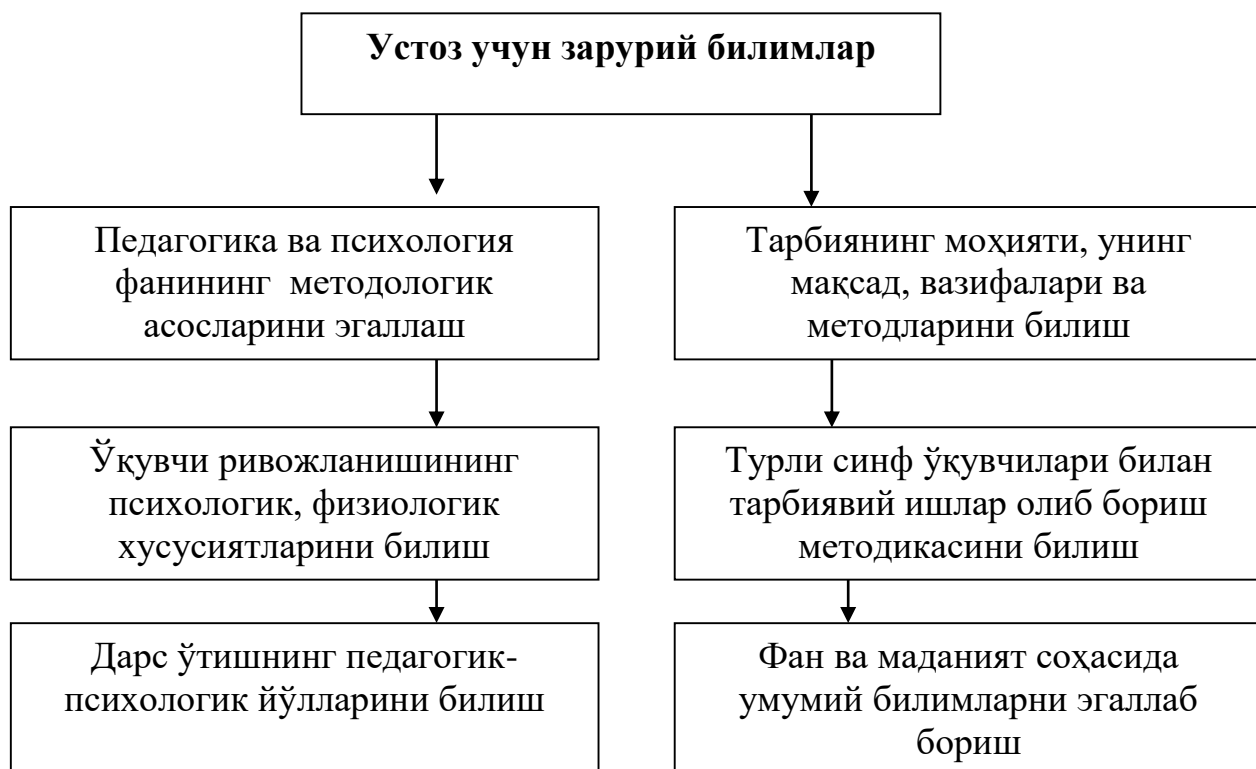 Устоз учун зарурий билимлар
Педагогика ва психология
фанининг методологик
асосларини эгаллаш
Тарбиянинг моҳияти, унинг
мақсад, вазифалари ва
методларини билиш
Ўқувчи ривожланишининг
психологик, физиологик
хусусиятларини билиш
Турли синф ўқувчилари билан
тарбиявий ишлар олиб бориш
методикасини билиш
Дарс ўтишнинг педагогик-
психологик йўлларини билиш
Фан ва маданият соҳасида
умумий билимларни эгаллаб
бориш